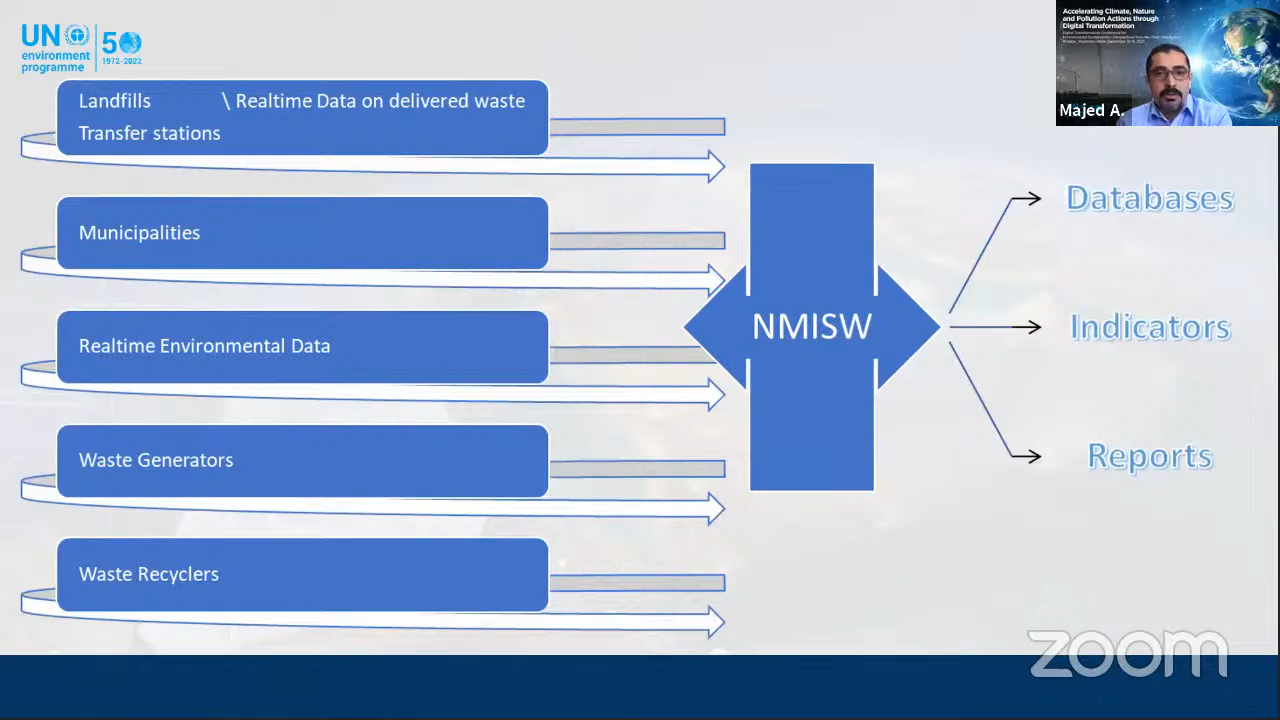 UN
environment
programme
50
1972-2022
Landfills \ Realtime Data on delivered waste
Transfer stations
Municipalities
Realtime Environmental Data
Waste Generators
Waste Recyclers
NMISW
Databases
Indicators
Reports
Accelerating Climate, Nature
and Pollution Actions through
Digital Transformation
Majed A.
zoom